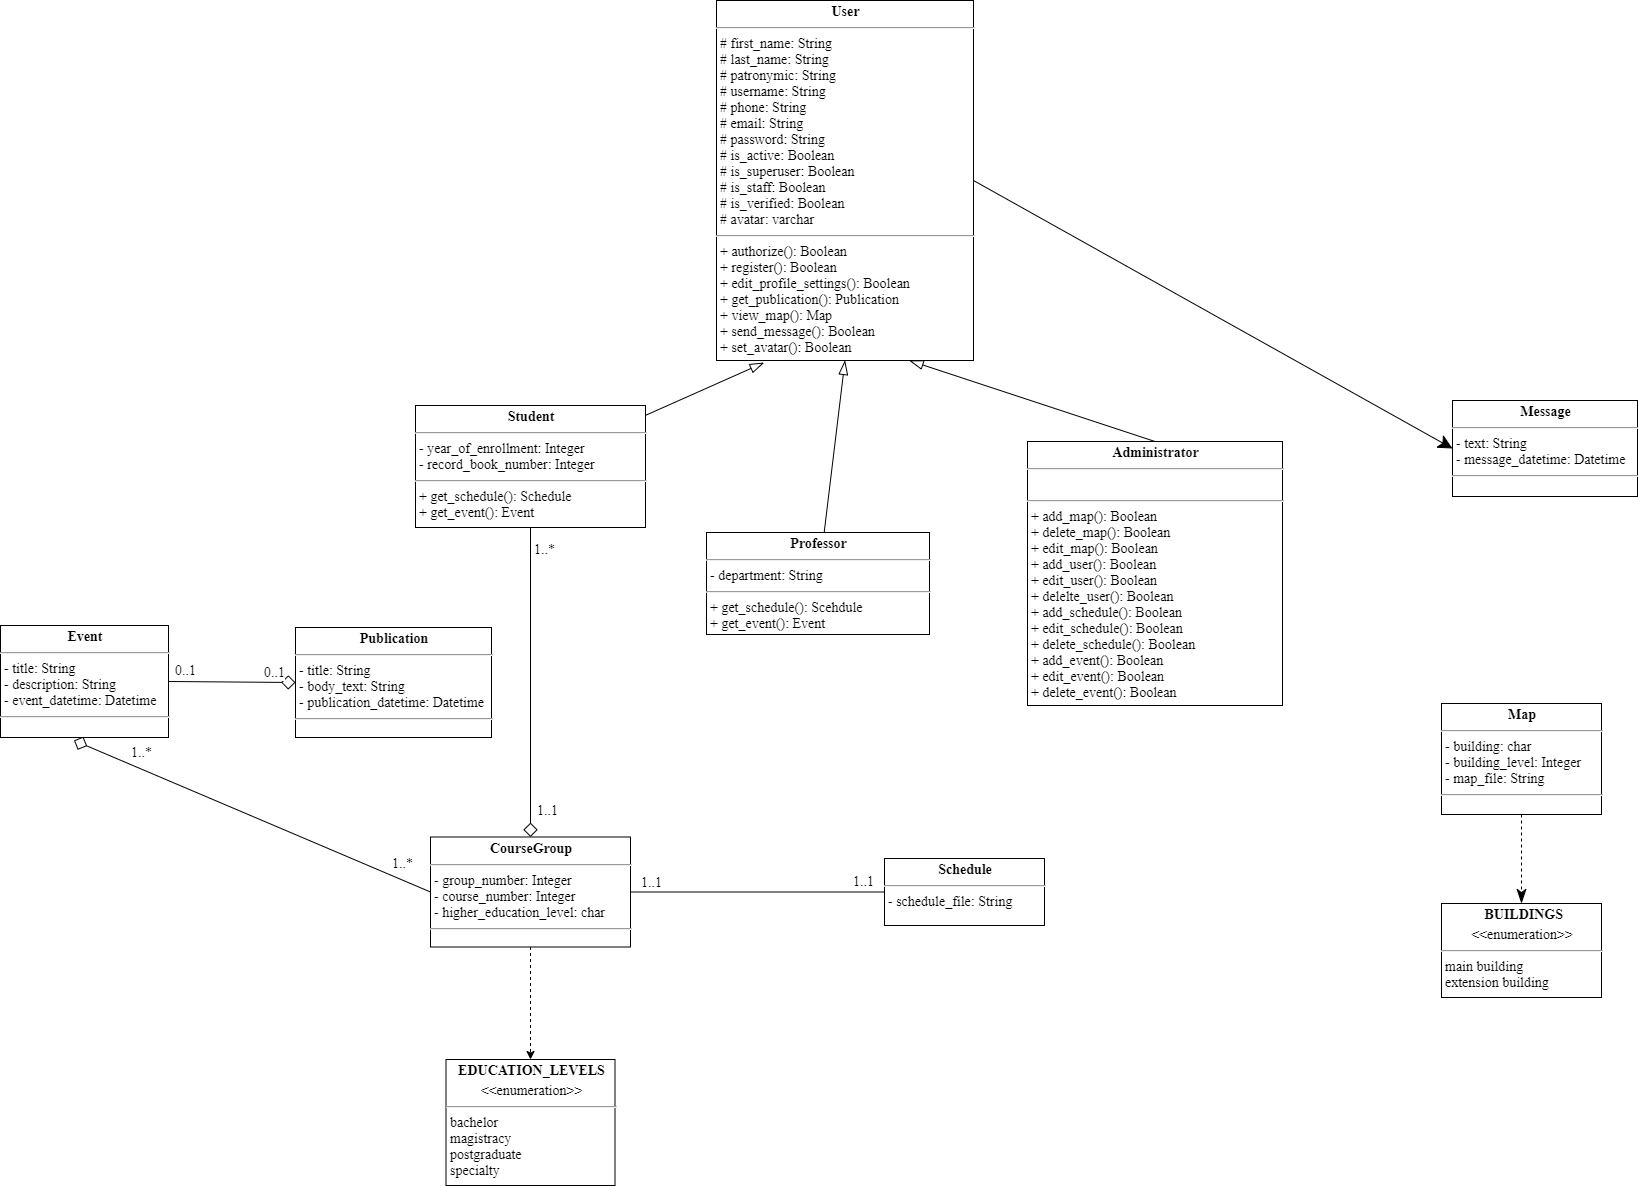 User
# first_name: String
# last_name: String
# patronymic: String
# username: String
# phone: String
# email: String
# password: String
# is_active: Boolean
# is_superuser: Boolean
# is_staff: Boolean
# is_verified: Boolean
# avatar: varchar
+ authorize(): Boolean
+ register(): Boolean
+ edit_profile_settings(): Boolean
+ get_publication(): Publication
+ view_map(): Map
+ send_message(): Boolean
+ set_avatar(): Boolean
Student
- year_of_enrollment: Integer
- record_book_number: Integer
+ get_schedule(): Schedule
+ get_event(): Event
1..*
1..1
Professor
- department: String
+ get_schedule(): Scehdule
+ get_event(): Event
Administrator
+ add_map(): Boolean
+ delete_map(): Boolean
+ edit_map(): Boolean
+ add_user(): Boolean
+ edit_user(): Boolean
+ delelte_user(): Boolean
+ add_schedule(): Boolean
+ edit_schedule(): Boolean
+ delete_schedule(): Boolean
+ add_event(): Boolean
+ edit_event(): Boolean
+ delete_event(): Boolean
Message
- text: String
- message_datetime: Datetime
Event
- title: String
- description: String
- event_datetime: Datetime
0..1
0..1
Publication
- title: String
- body_text: String
- publication_datetime: Datetime
1..*
1..*
CourseGroup
- group_number: Integer
- course_number: Integer
- higher_education_level: char
1..1
1..1
Schedule
- schedule_file: String
Map
- building: char
- building_level: Integer
- map_file: String
BUILDINGS
<<enumeration>>
main building
extension building
EDUCATION_LEVELS
<<enumeration>>
bachelor
magistracy
postgraduate
specialty